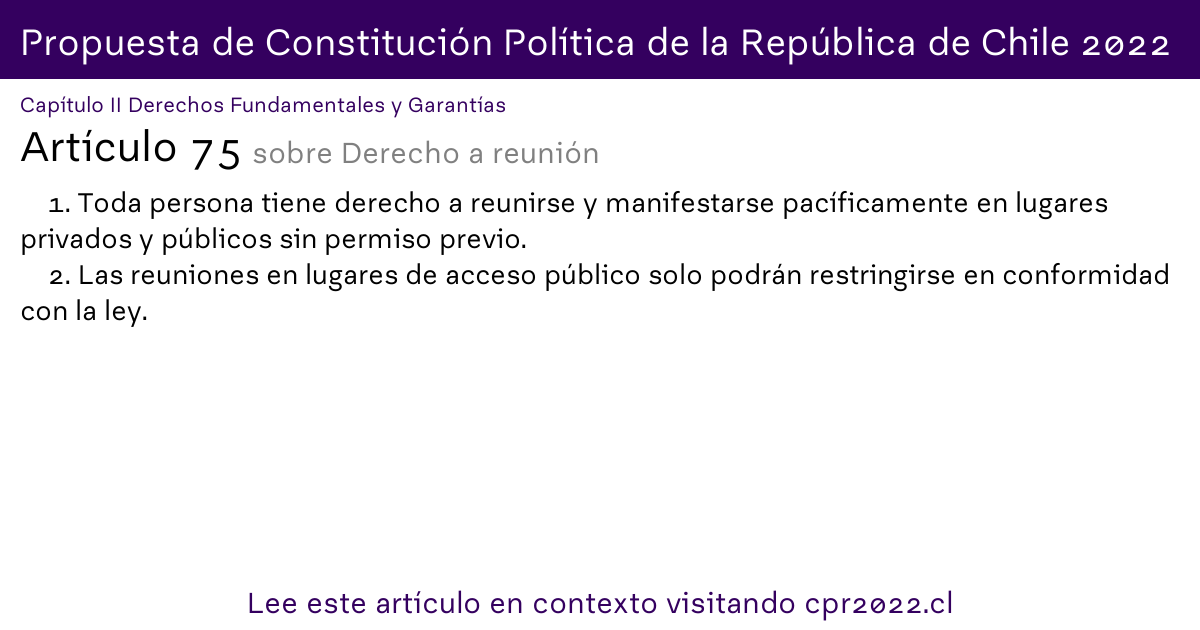 Propuesta de Constitución Política de la República de Chile 2022
Capítulo II Derechos Fundamentales y Garantías
Artículo 75 sobre Derecho a reunión
1. Toda persona tiene derecho a reunirse y manifestarse pacíficamente en lugares
privados y públicos sin permiso previo.
2. Las reuniones en lugares de acceso público solo podrán restringirse en conformidad
con la ley.
Lee este artículo en contexto visitando cpr2022.cl